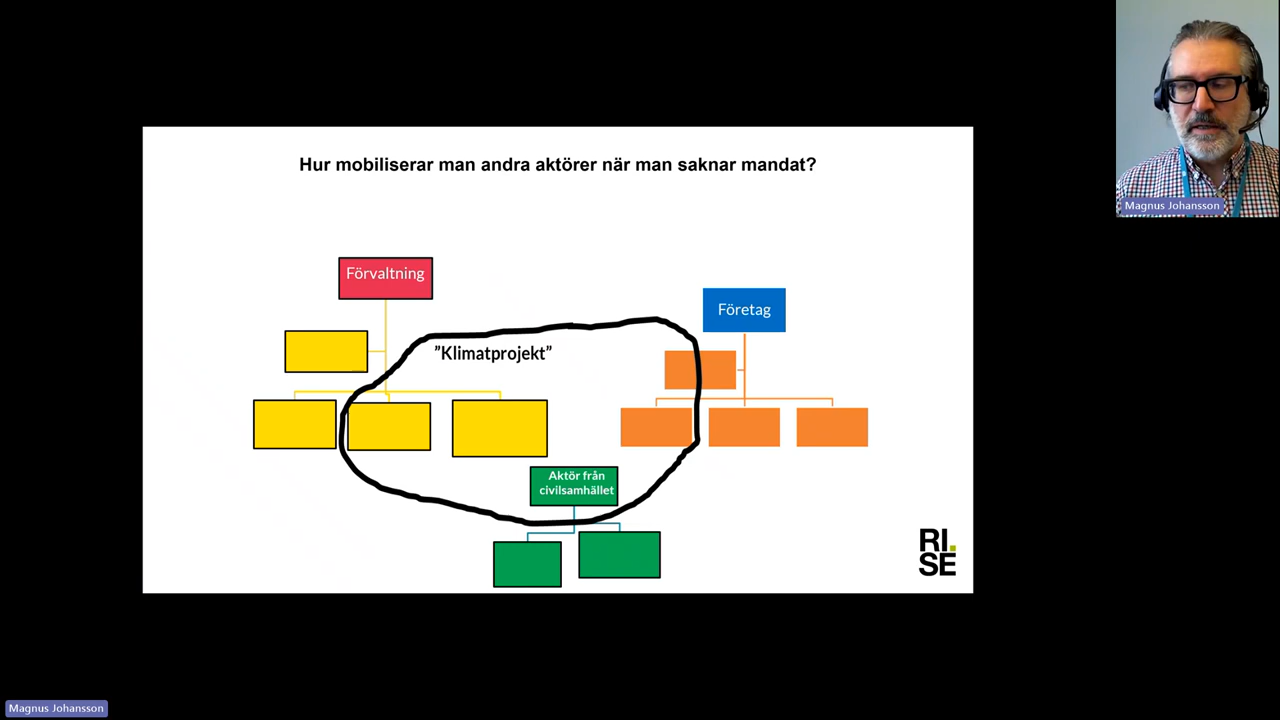 Hur mobiliserar man andra aktörer när man saknar mandat?
Förvaltning
Företag
”Klimatprojekt”
Aktör från
civilsamhället
RI.
SE
Magnus Johansson
Magnus Johansson